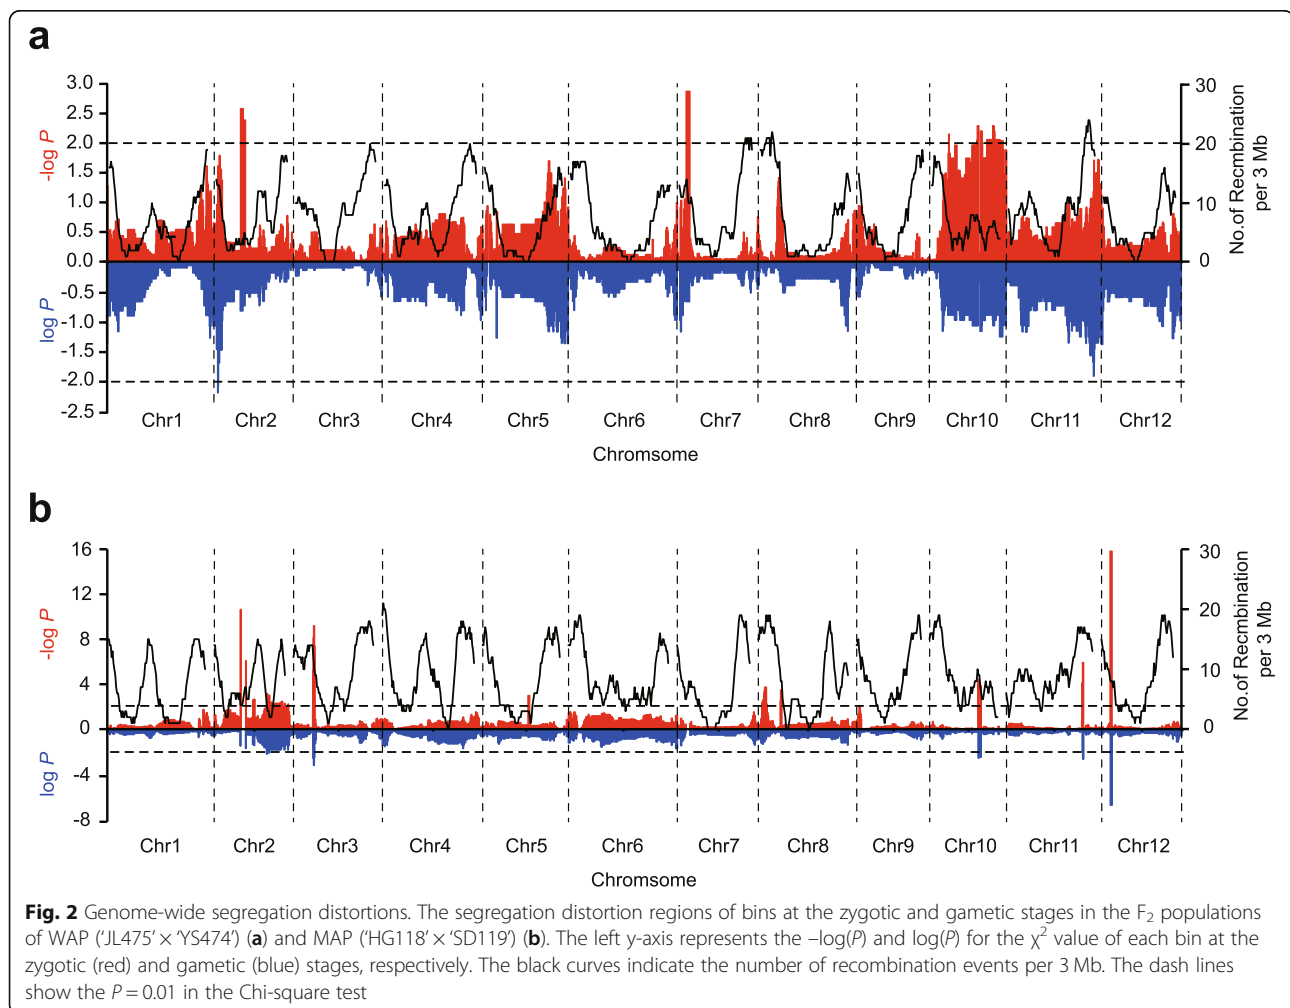 a
3.0
2.5
2.0
1.5
1.0
0.5
0.0
-0.5
-1.0
-1.5
-2.0
-2.5
-log P
log P
30
20
10
0
No.of Recmbination
per 3 Mb
Chr1 Chr2 Chr3 Chr4 Chr5 Chr6 Chr7 Chr8 Chr9 Chr10 Chr11 Chr12
Chromsome
b
16
12
8
4
0
-4
-8
-log P
log P
30
20
10
0
No.of Recmbination
per 3 Mb
Chr1 Chr2 Chr3 Chr4 Chr5 Chr6 Chr7 Chr8 Chr9 Chr10 Chr11 Chr12
Chromsome
Fig. 2 Genome-wide segregation distortions. The segregation distortion regions of bins at the zygotic and gametic stages in the F2 populations
of WAP (‘JL475’ × ‘YS474’) (a) and MAP (‘HG118’ × ‘SD119’) (b). The left y-axis represents the –log(P) and log(P) for the χ² value of each bin at the
zygotic (red) and gametic (blue) stages, respectively. The black curves indicate the number of recombination events per 3 Mb. The dash lines
show the P = 0.01 in the Chi-square test